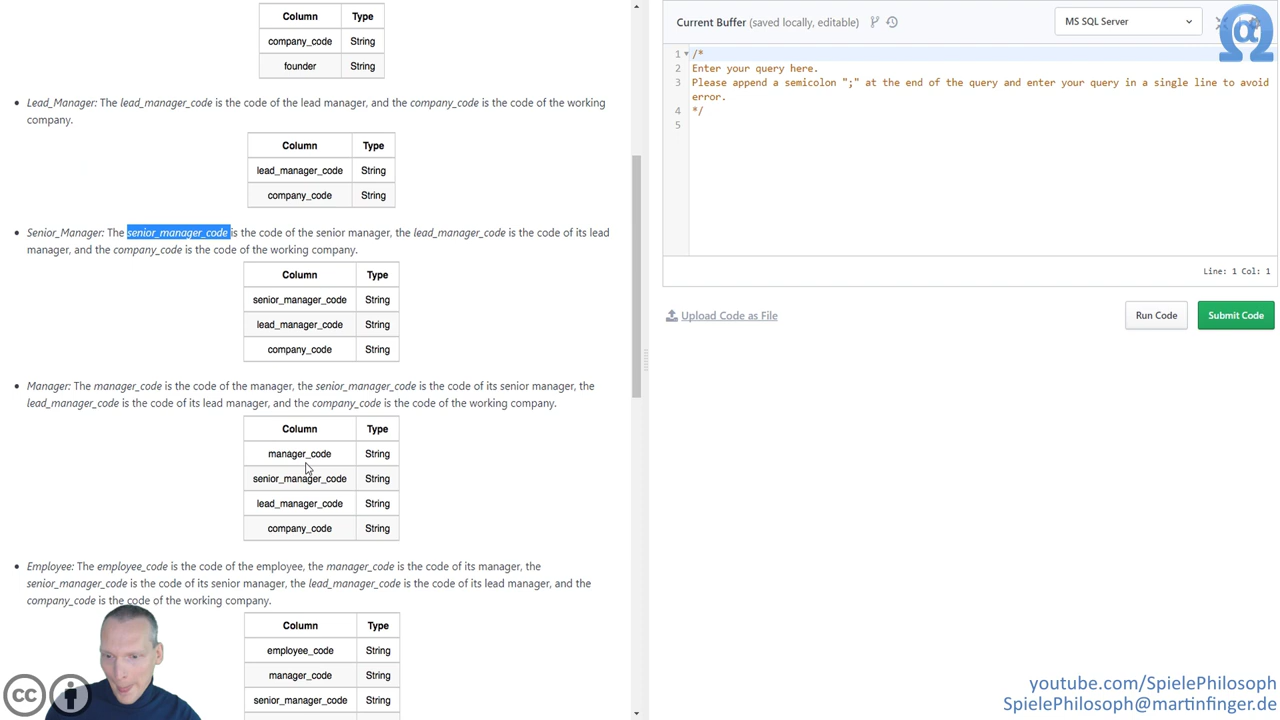 Column Type
company_code String
founder String
Lead_Manager: The lead_manager_code is the code of the lead manager, and the company_code is the code of the working
company.
Column Type
lead_manager_code String
company_code String
Senior_Manager: The senior_manager_code is the code of the senior manager, the lead_manager_code is the code of its lead
manager, and the company_code is the code of the working company.
Column Type
senior_manager_code String
lead_manager_code String
company_code String
Manager: The manager_code is the code of the manager, the senior_manager_code is the code of its senior manager, the
lead_manager_code is the code of its lead manager, and the company_code is the code of the working company.
Column Type
manager_code String
senior_manager_code String
lead_manager_code String
company_code String
Employee: The employee_code is the code of the employee, the manager_code is the code of its manager, the
senior_manager_code is the code of its senior manager, the lead_manager_code is the code of its lead manager, and the
company_code is the code of the working company.
Column Type
employee_code String
manager_code String
senior_manager_code String
cc
Current Buffer (saved locally, editable)
MS SQL Server
1 /*
2 Enter your query here.
3 Please append a semicolon ";" at the end of the query and enter your query in a single line to avoid
error.
4 */
5
Line: 1 Col: 1
Upload Code as File
Run Code
Submit Code
youtube.com/SpielePhilosoph
SpielePhilosoph@martinfinger.de